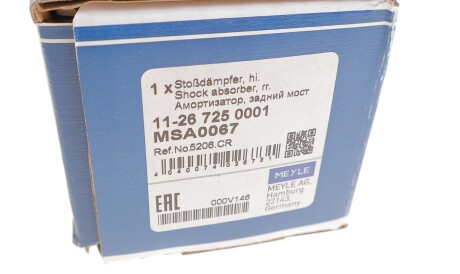 1 x Stoßdämpfer, hi.
Shock absorber, rr.
Амортизатор, задний мост
11-26 725 0001
MSA0067
Ref.No.5206.CR
EAC
000V146
MEYLE
MEYLE AG,
Hamburg
22143,
Germany